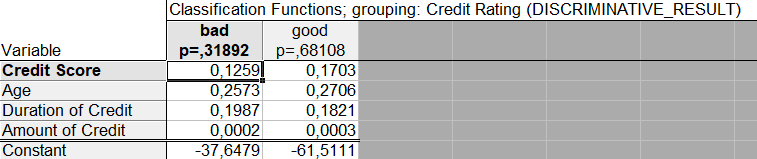 Classification Functions; grouping: Credit Rating (DISCRIMINATIVE_RESULT)
bad good
Variable p=,31892 p=,68108
Credit Score 0,1259 0,1703
Age 0,2573 0,2706
Duration of Credit 0,1987 0,1821
Amount of Credit 0,0002 0,0003
Constant -37,6479 -61,5111